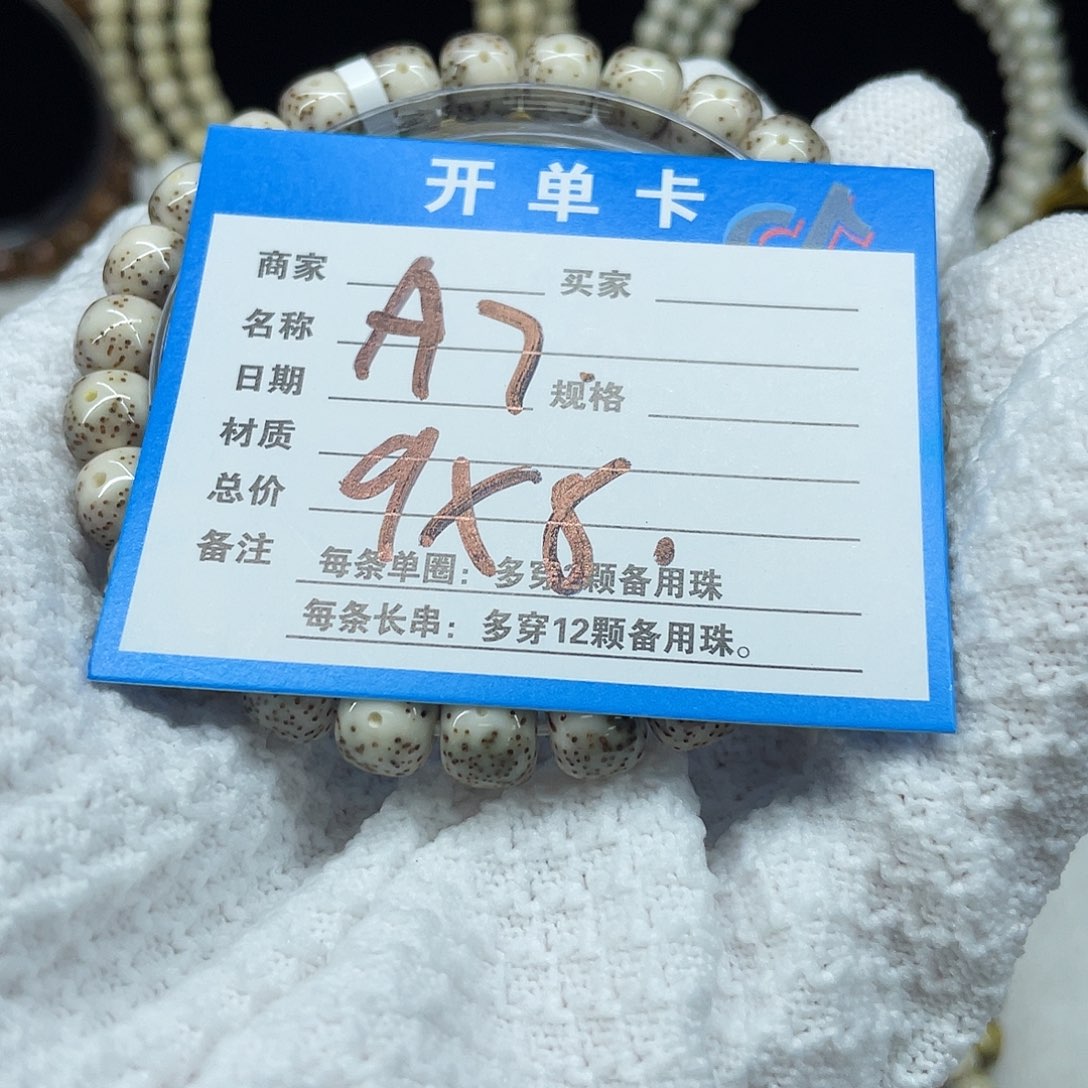 开单卡
商家 买家
名称
A7.
日期 规格
材质
9X8.
总价
备注 每条单圈：多穿 颗备用珠
每条长串：多穿12颗备用珠。